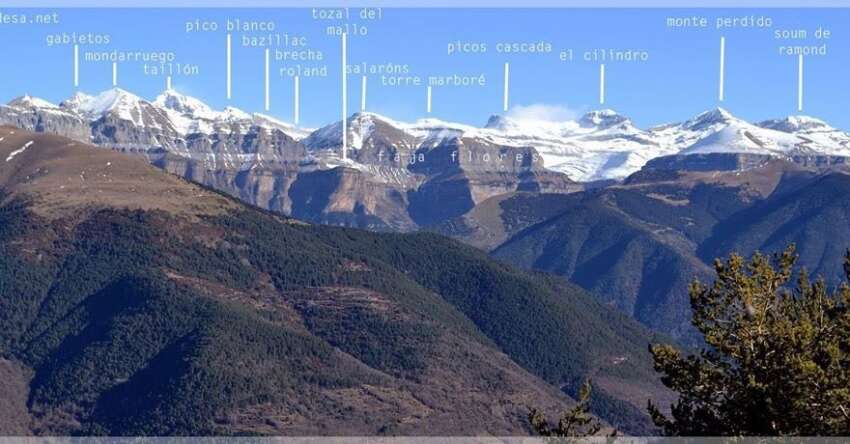 desa.net
gabietos
mondarruego
taillón
pico blanco
bazillac
brecha
roland
tozal del
mallo
salaróns
torre marboré
picos cascada
el cilindro
monte perdido
soum de
ramond
faja flores